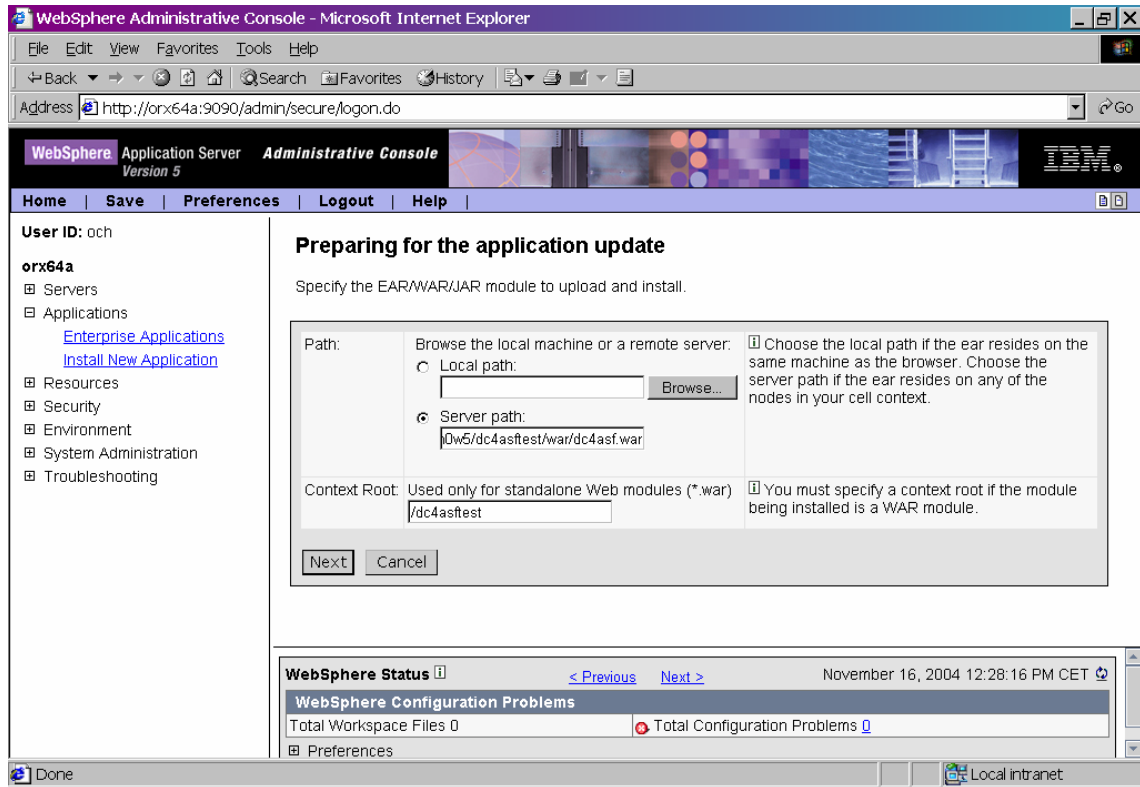 WebSphere Administrative Console - Microsoft Internet Explorer
File Edit View Favorites Tools Help
Back Search Favorites History
Address http://orx64a:9090/admin/secure/logon.do Go
WebSphere Application Server Administrative Console
Version 5
IBM
Home | Save | Preferences | Logout | Help |
User ID: och
orx64a
Servers
Applications
Enterprise Applications
Install New Application
Resources
Security
Environment
System Administration
Troubleshooting
Preparing for the application update
Specify the EAR/WAR/JAR module to upload and install.
Path:
Browse the local machine or a remote server:
Local path:
Browse...
Server path:
0w5/dc4asftest/war/dc4asf.war
Choose the local path if the ear resides on the
same machine as the browser. Choose the
server path if the ear resides on any of the
nodes in your cell context.
Context Root:
Used only for standalone Web modules (*.war)
/dc4asftest
You must specify a context root if the module
being installed is a WAR module.
Next Cancel
WebSphere Status < Previous Next > November 16, 2004 12:28:16 PM CET
WebSphere Configuration Problems
Total Workspace Files 0 Total Configuration Problems 0
Preferences
Done Local intranet